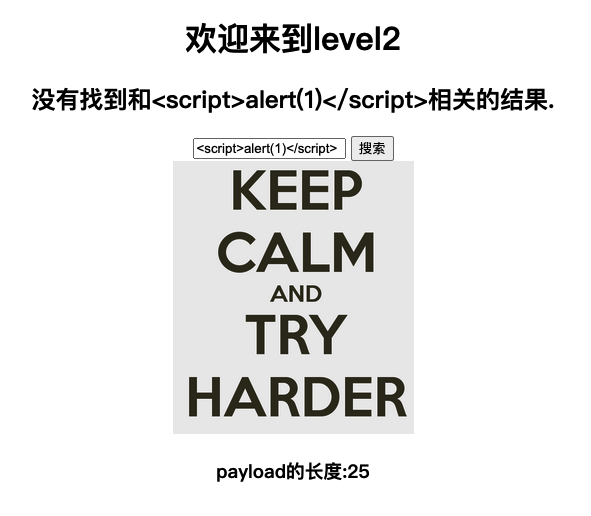 欢迎来到level2
没有找到和<script>alert(1)</script>相关的结果.
<script>alert(1)</script> 搜索
KEEP
CALM
AND
TRY
HARDER
payload的长度:25